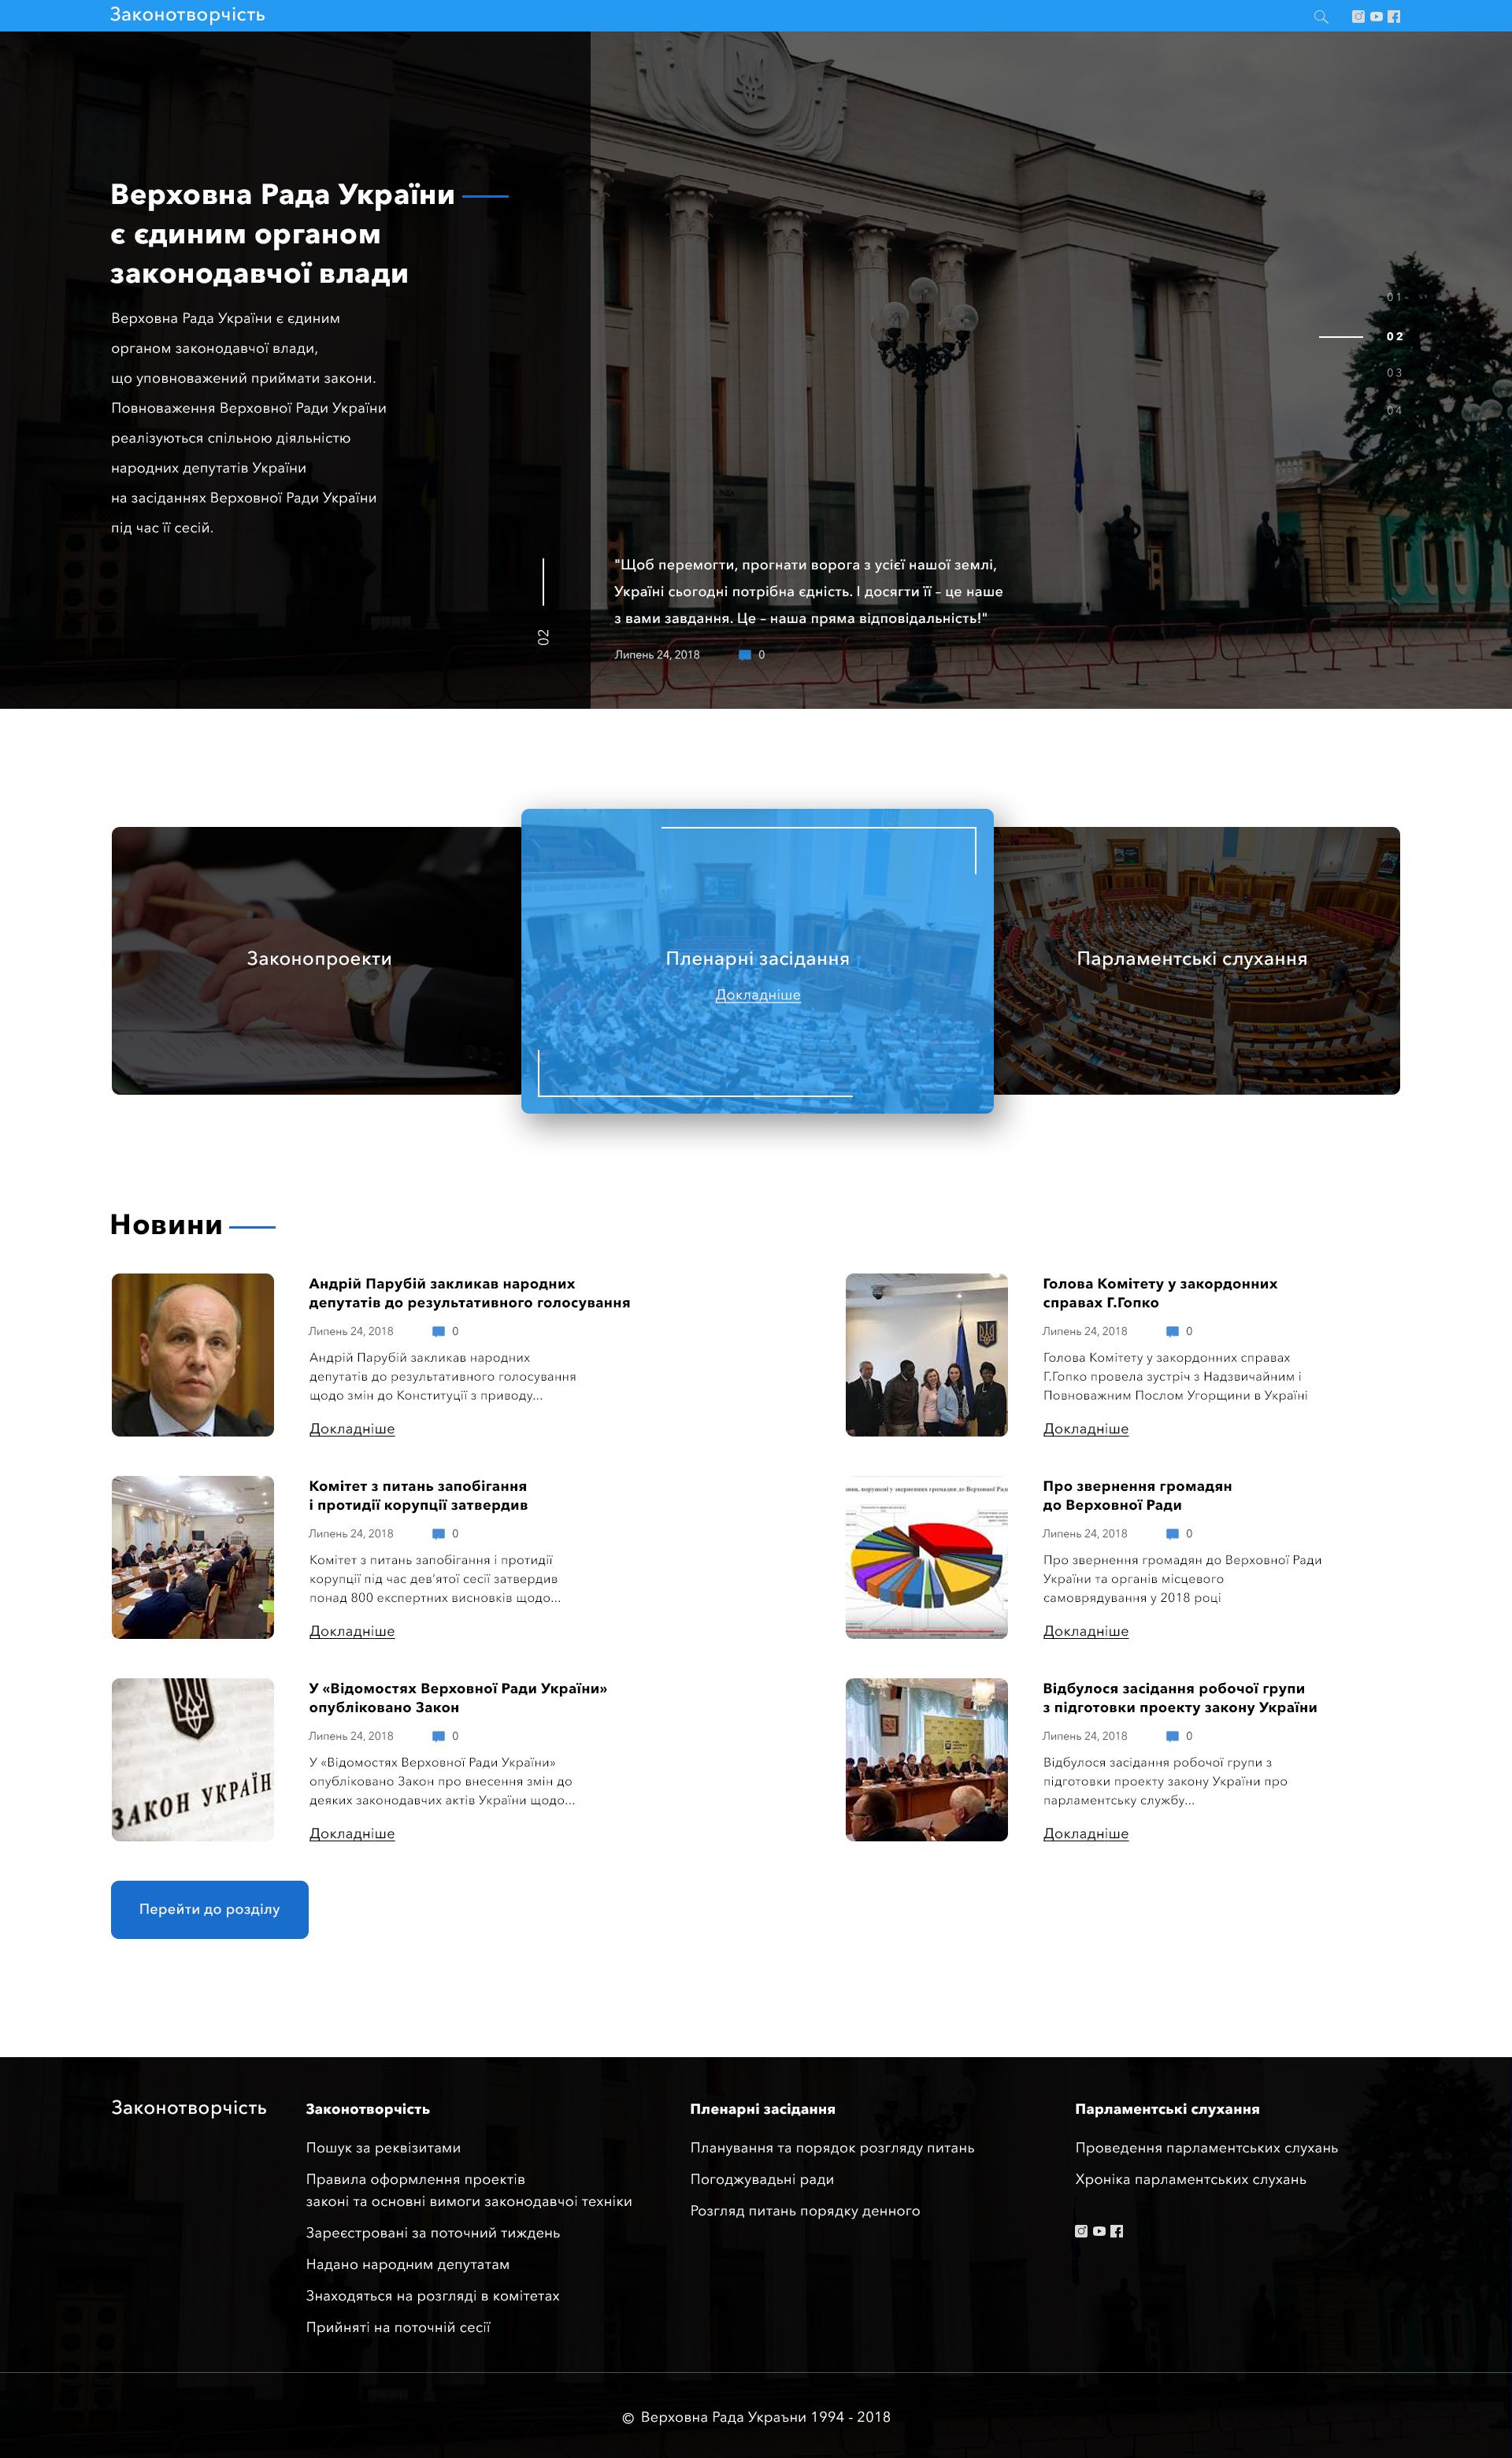 Законотворчість
Верховна Рада України
є єдиним органом
законодавчої влади
Верховна Рада України є єдиним
органом законодавчої влади,
що уповноважений приймати закони.
Повноваження Верховної Ради України
реалізуються спільною діяльністю
народних депутатів України
на засіданнях Верховної Ради України
під час її сесій.
01
02
03
04
02
"Щоб перемогти, прогнати ворога з усієї нашої землі,
Україні сьогодні потрібна єдність. І досягти її – це наше
з вами завдання. Це – наша пряма відповідальність!"
Липень 24, 2018 0
Законопроекти
Пленарні засідання
Докладніше
Парламентські слухання
Новини
Андрій Парубій закликав народних
депутатів до результативного голосування
Липень 24, 2018 0
Андрій Парубій закликав народних
депутатів до результативного голосування
щодо змін до Конституції з приводу...
Докладніше
Голова Комітету у закордонних
справах Г.Гопко
Липень 24, 2018 0
Голова Комітету у закордонних справах
Г.Гопко провела зустріч з Надзвичайним і
Повноважним Послом Угорщини в Україні
Докладніше
Комітет з питань запобігання
і протидії корупції затвердив
Липень 24, 2018 0
Комітет з питань запобігання і протидії
корупції під час дев’ятої сесії затвердив
понад 800 експертних висновків щодо...
Докладніше
порушені у зверненнях громадян до Верховної
Про звернення громадян
до Верховної Ради
Липень 24, 2018 0
Про звернення громадян до Верховної Ради
України та органів місцевого
самоврядування у 2018 році
Докладніше
ЗАКОН УКРАЇН
У «Відомостях Верховної Ради України»
опубліковано Закон
Липень 24, 2018 0
У «Відомостях Верховної Ради України»
опубліковано Закон про внесення змін до
деяких законодавчих актів України щодо...
Докладніше
Відбулося засідання робочої групи
з підготовки проекту закону України
Липень 24, 2018 0
Відбулося засідання робочої групи з
підготовки проекту закону України про
парламентську службу...
Докладніше
Перейти до розділу
Законотворчість
Законотворчість
Пошук за реквізитами
Правила оформлення проектів
законі та основні вимоги законодавчоі техніки
Зареєстровані за поточний тиждень
Надано народним депутатам
Знаходяться на розгляді в комітетах
Прийняті на поточній сесії
Пленарні засідання
Планування та порядок розгляду питань
Погоджувадьні ради
Розгляд питань порядку денного
Парламентські слухання
Проведення парламентських слухань
Хроніка парламентських слухань
© Верховна Рада Украъни 1994 - 2018